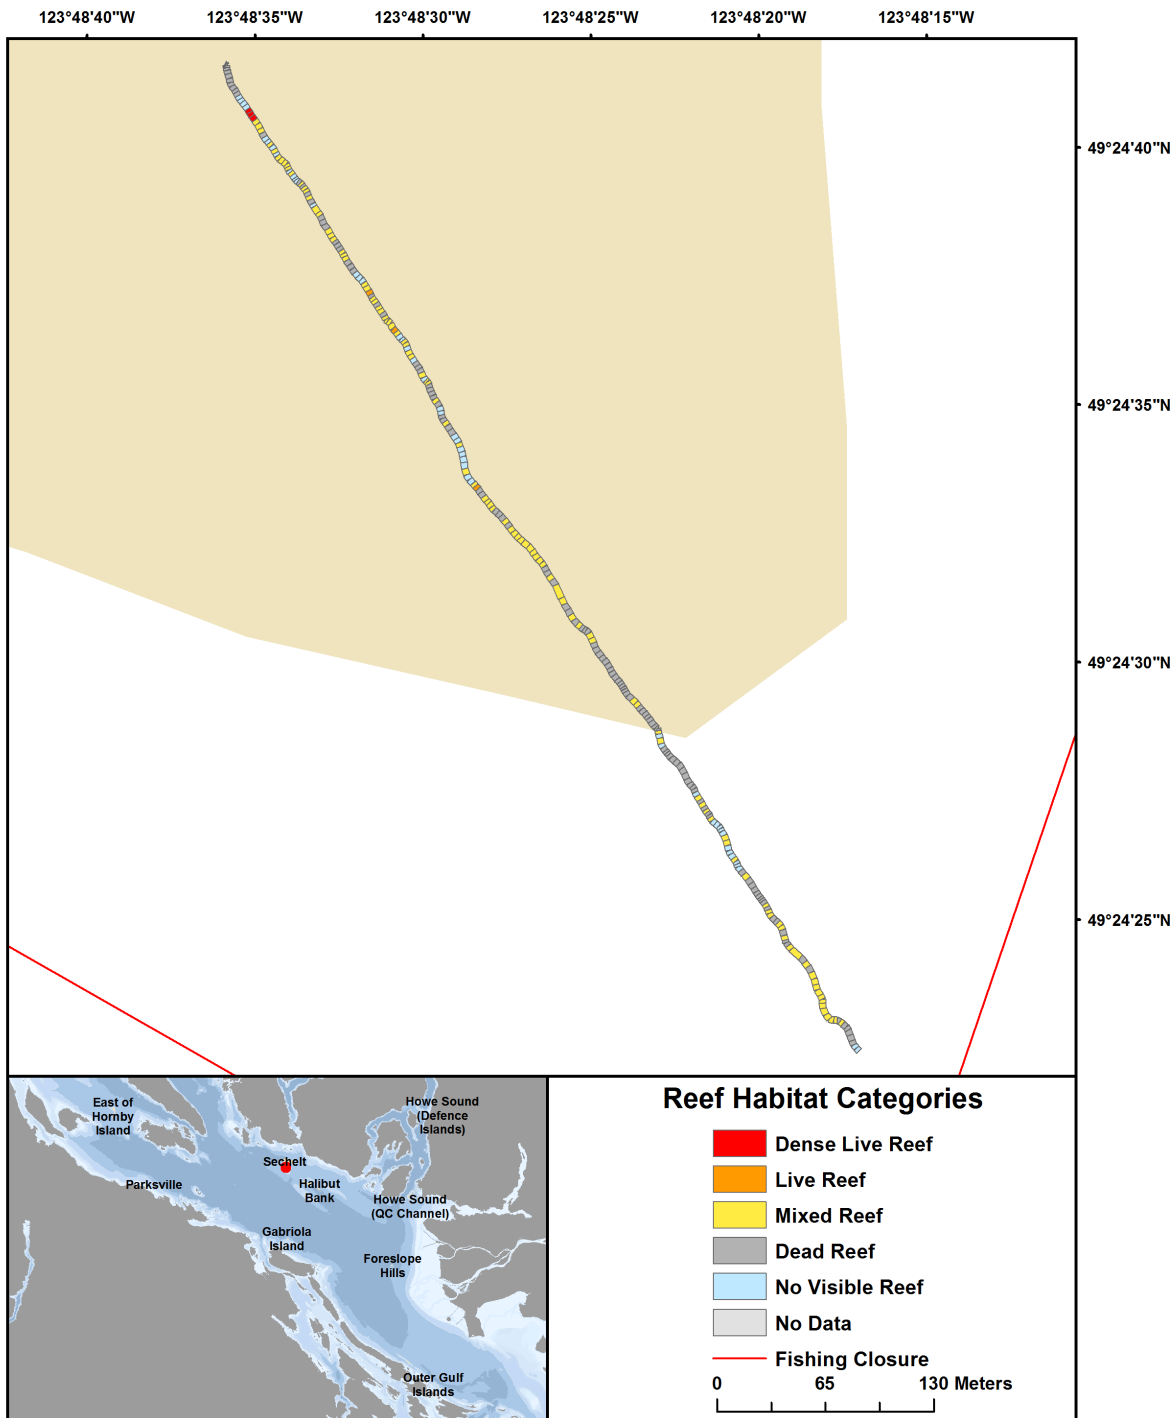 123°48'40"W 123°48'35"W 123°48'30"W 123°48'25"W 123°48'20"W 123°48'15"W
49°24'40"N
49°24'35"N
49°24'30"N
49°24'25"N
East of
Hornby
Island
Howe Sound
(Defence
Islands)
Sechelt
Parksville
Halibut
Bank
Howe Sound
(QC Channel)
Gabriola
Island
Foreslope
Hills
Outer Gulf
Islands
Reef Habitat Categories
Dense Live Reef
Live Reef
Mixed Reef
Dead Reef
No Visible Reef
No Data
Fishing Closure
0 65 130 Meters